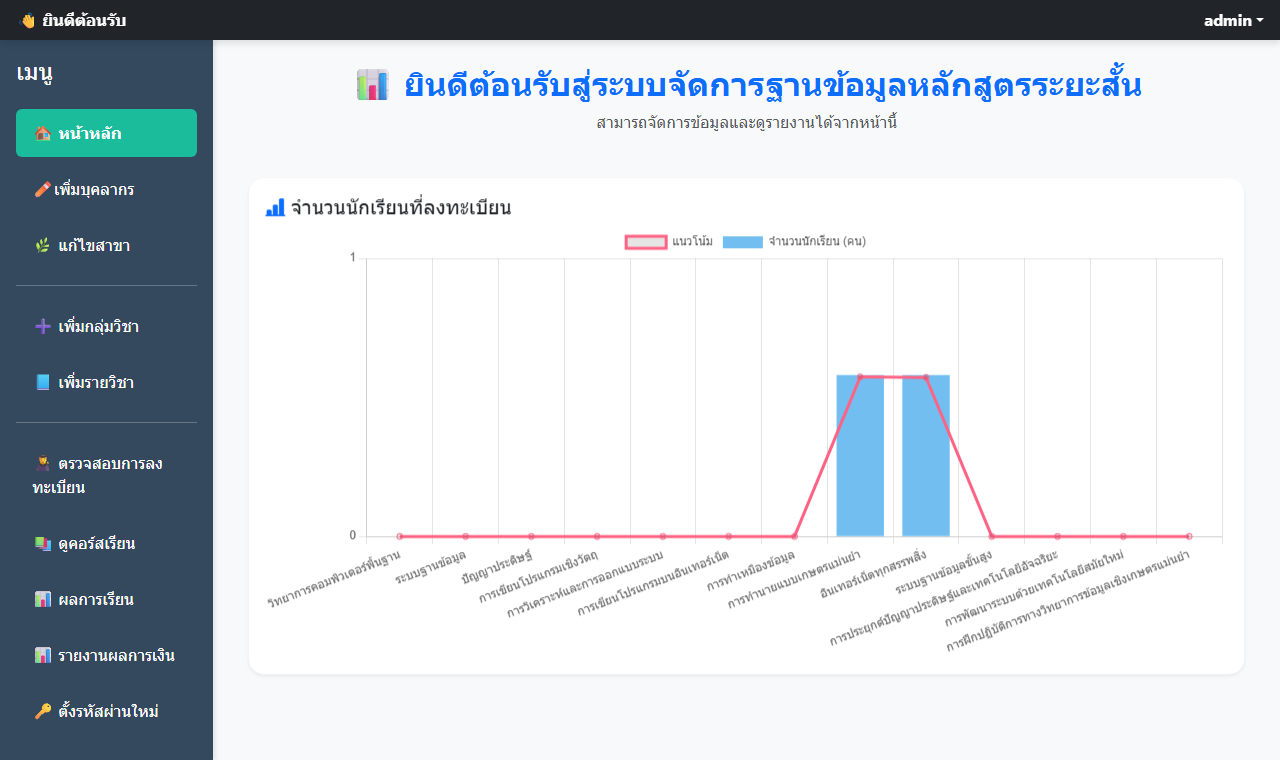 👋 ยินดีต้อนรับ
admin
เมนู
🏠 หน้าหลัก
เพิ่มบุคลากร
🌿 แก้ไขสาขา
➕ เพิ่มกลุ่มวิชา
📘 เพิ่มรายวิชา
ตรวจสอบการลง
ทะเบียน
📚 ดูคอร์สเรียน
📊 ผลการเรียน
📊 รายงานผลการเงิน
🔑 ตั้งรหัสผ่านใหม่
📊 ยินดีต้อนรับสู่ระบบจัดการฐานข้อมูลหลักสูตรระยะสั้น
สามารถจัดการข้อมูลและดูรายงานได้จากหน้านี้
จำนวนนักเรียนที่ลงทะเบียน
แนวโน้ม
จำนวนนักเรียน (คน)
1
0
วิทยาการคอมพิวเตอร์พื้นฐาน
ระบบฐานข้อมูล
ปัญญาประดิษฐ์
การเขียนโปรแกรมเชิงวัตถุ
การวิเคราะห์และการออกแบบระบบ
การเขียนโปรแกรมบนอินเทอร์เน็ต
การทำเหมืองข้อมูล
การทำนายแบบเกษตรแม่นยำ
อินเทอร์เน็ตทุกสรรพสิ่ง
ระบบฐานข้อมูลขั้นสูง
การประยุกต์ปัญญาประดิษฐ์และเทคโนโลยีอัจฉริยะ
การพัฒนาระบบด้วยเทคโนโลยีสมัยใหม่
การฝึกปฏิบัติการทางวิทยาการข้อมูลเชิงเกษตรแม่นยำ